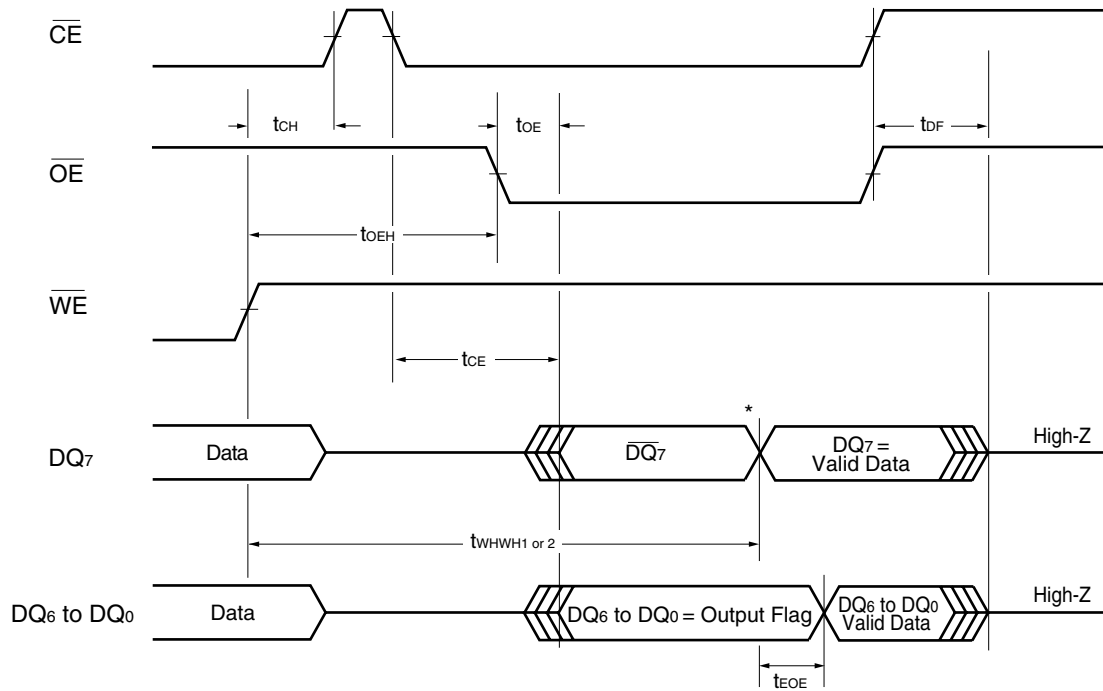 CE
tCH
tOE
tDF
OE
tOEH
WE
tCE
*
DQ7
Data
DQ7
DQ7 =
Valid Data
High-Z
tWHWH1 or 2
DQ6 to DQ0
Data
DQ6 to DQ0 = Output Flag
DQ6 to DQ0
Valid Data
High-Z
tEOE